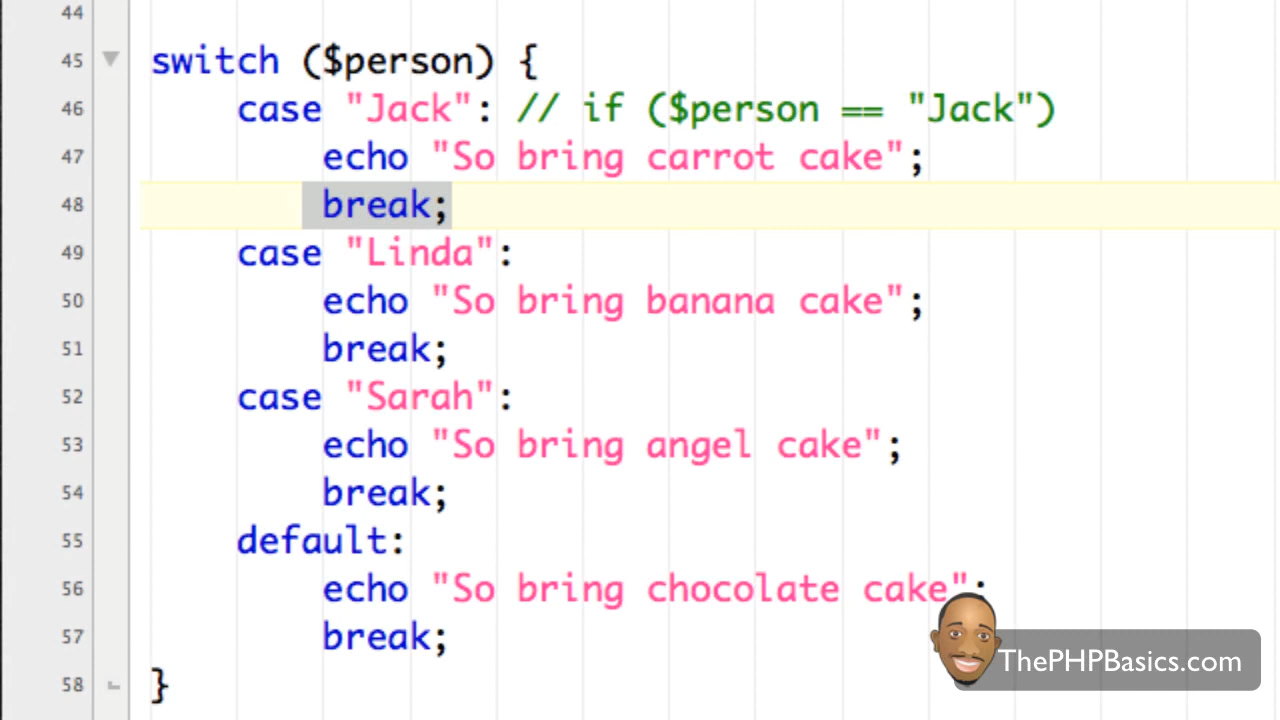 44
45 switch ($person) {
46 case "Jack": // if ($person == "Jack")
47 echo "So bring carrot cake";
48 break;
49 case "Linda":
50 echo "So bring banana cake";
51 break;
52 case "Sarah":
53 echo "So bring angel cake";
54 break;
55 default:
56 echo "So bring chocolate cake";
57 break;
58 }
ThePHPBasics.com